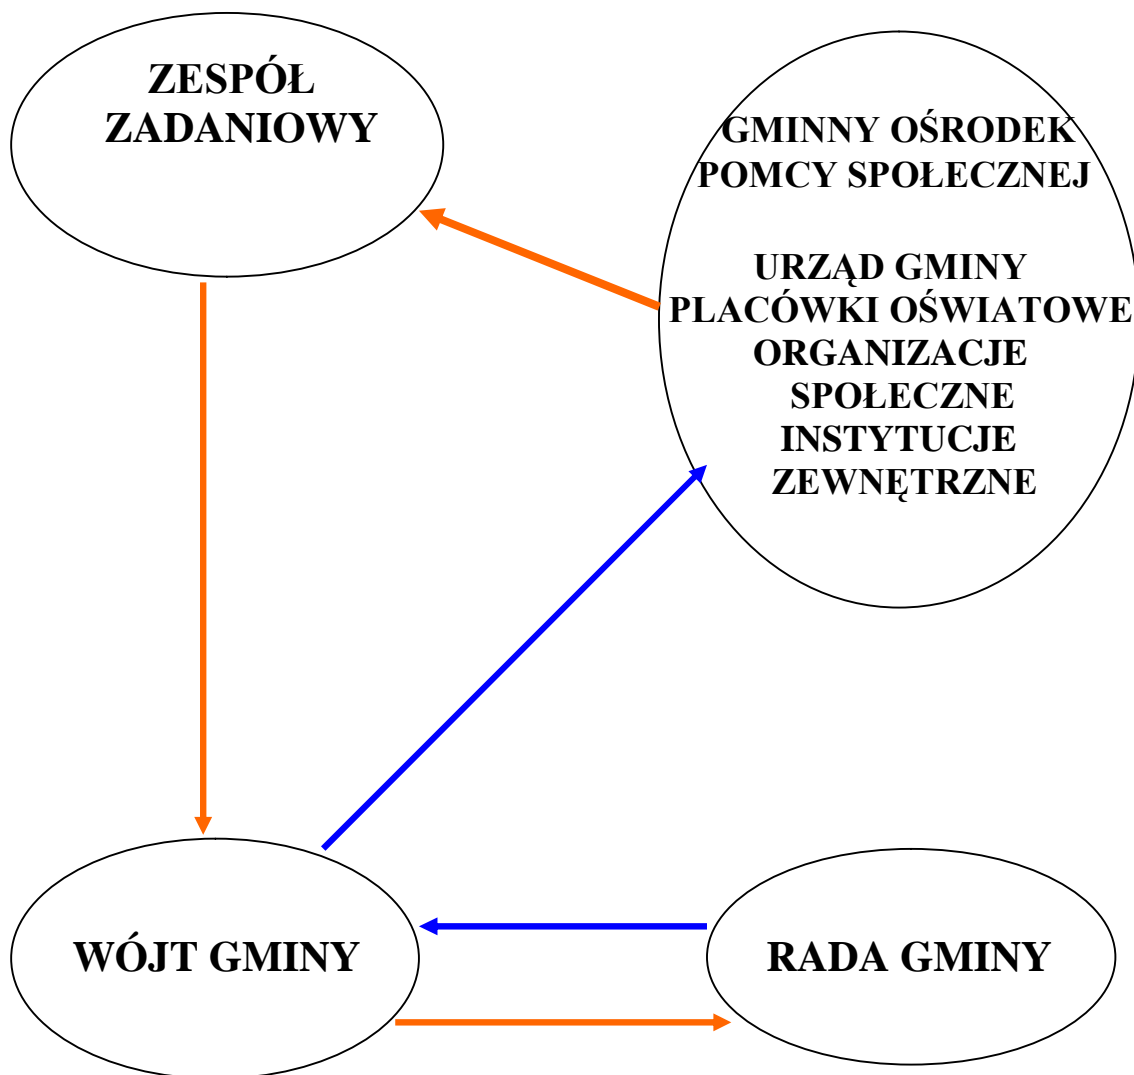 ZESPÓŁ
ZADANIOWY
GMINNY OŚRODEK
POMCY SPOŁECZNEJ
URZĄD GMINY
PLACÓWKI OŚWIATOWE
ORGANIZACJE
SPOŁECZNE
INSTYTUCJE
ZEWNĘTRZNE
WÓJT GMINY
RADA GMINY